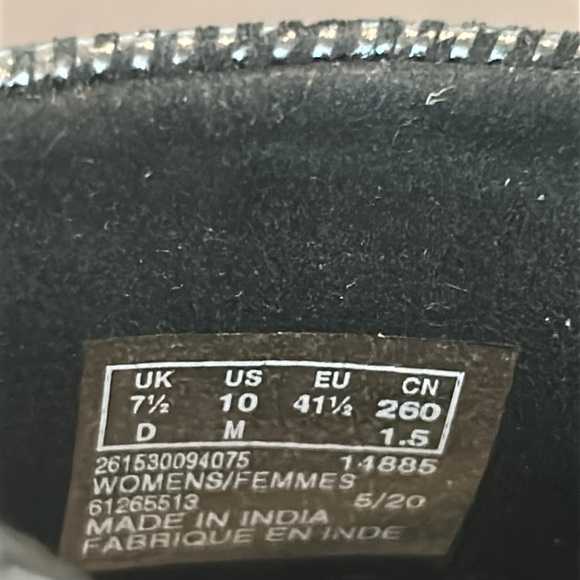 UK US EU CN
7½ 10 41½ 260
D M 1.5
261530094075 14885
WOMENS/FEMMES
61265513 5/20
MADE IN INDIA
FABRIQUE EN INDE